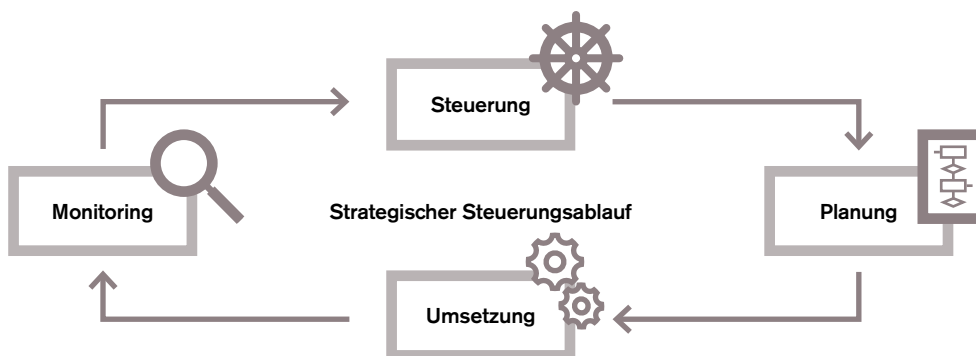 Steuerung
Monitoring
Strategischer Steuerungsablauf
Planung
Umsetzung